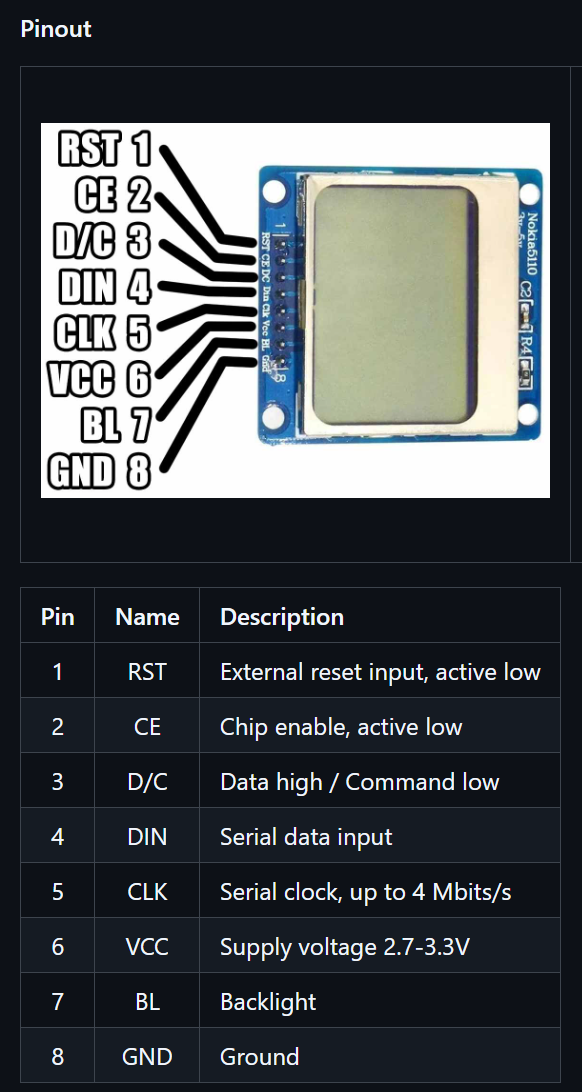 Pinout
RST 1
CE 2
D/C 3
DIN 4
CLK 5
VCC 6
BL 7
GND 8
1
RST CE DC Din Clk Vcc BL Gnd
8
Nokia5110
3v-5v
C2
R4
Pin Name Description
1 RST External reset input, active low
2 CE Chip enable, active low
3 D/C Data high / Command low
4 DIN Serial data input
5 CLK Serial clock, up to 4 Mbits/s
6 VCC Supply voltage 2.7-3.3V
7 BL Backlight
8 GND Ground